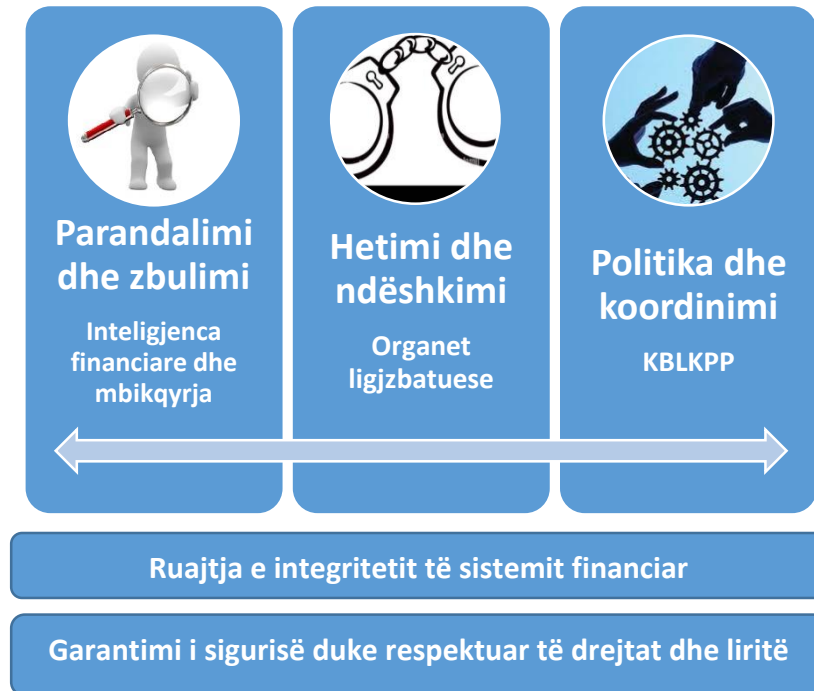 Parandalimi
dhe zbulimi
Inteligjenca
financiare dhe
mbikqyrja
Hetimi dhe
ndëshkimi
Organet
ligjzbatuese
Politika dhe
koordinimi
KBLKPP
Ruajtja e integritetit të sistemit financiar
Garantimi i sigurisë duke respektuar të drejtat dhe liritë